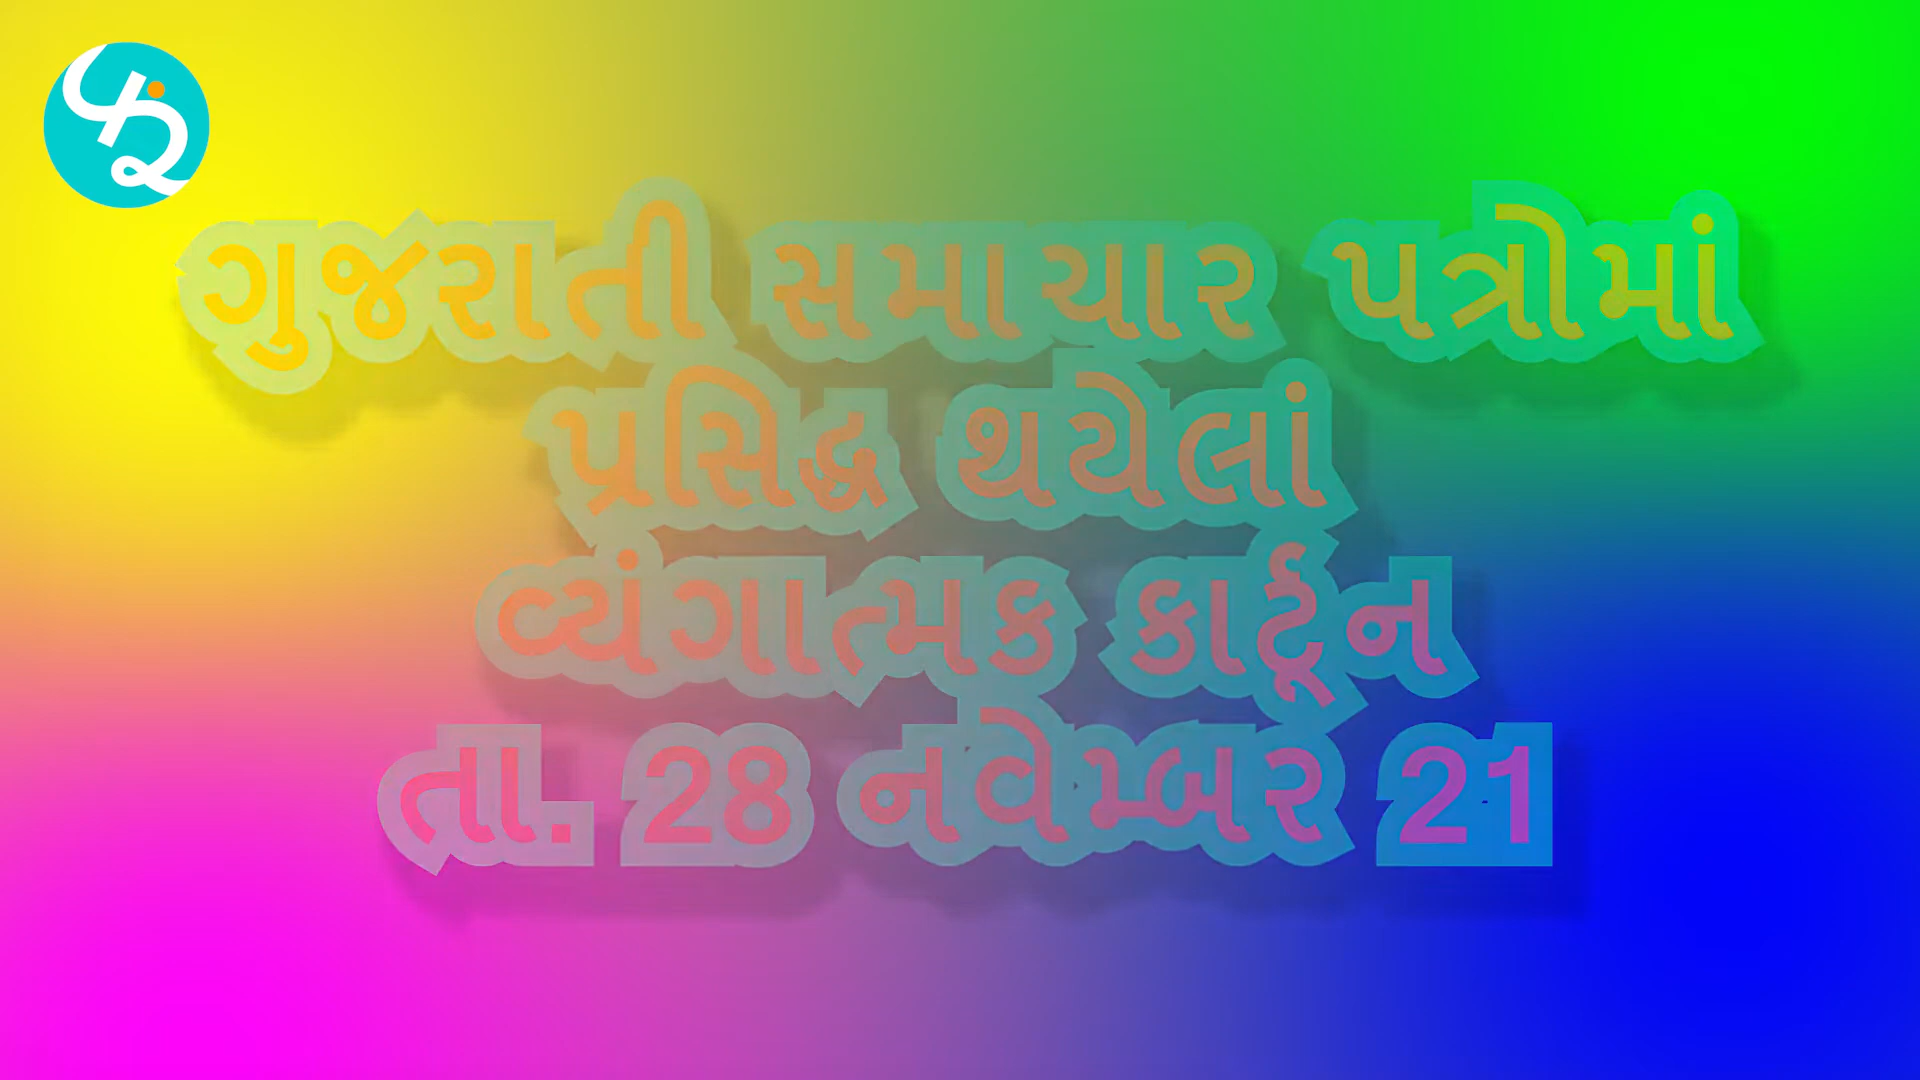 ગુજરાતી સમાચાર પત્રોમાં
પ્રસિદ્ધ થયેલાં
વ્યંગાત્મક કાર્ટૂન
તા. 28 નવેમ્બર 21